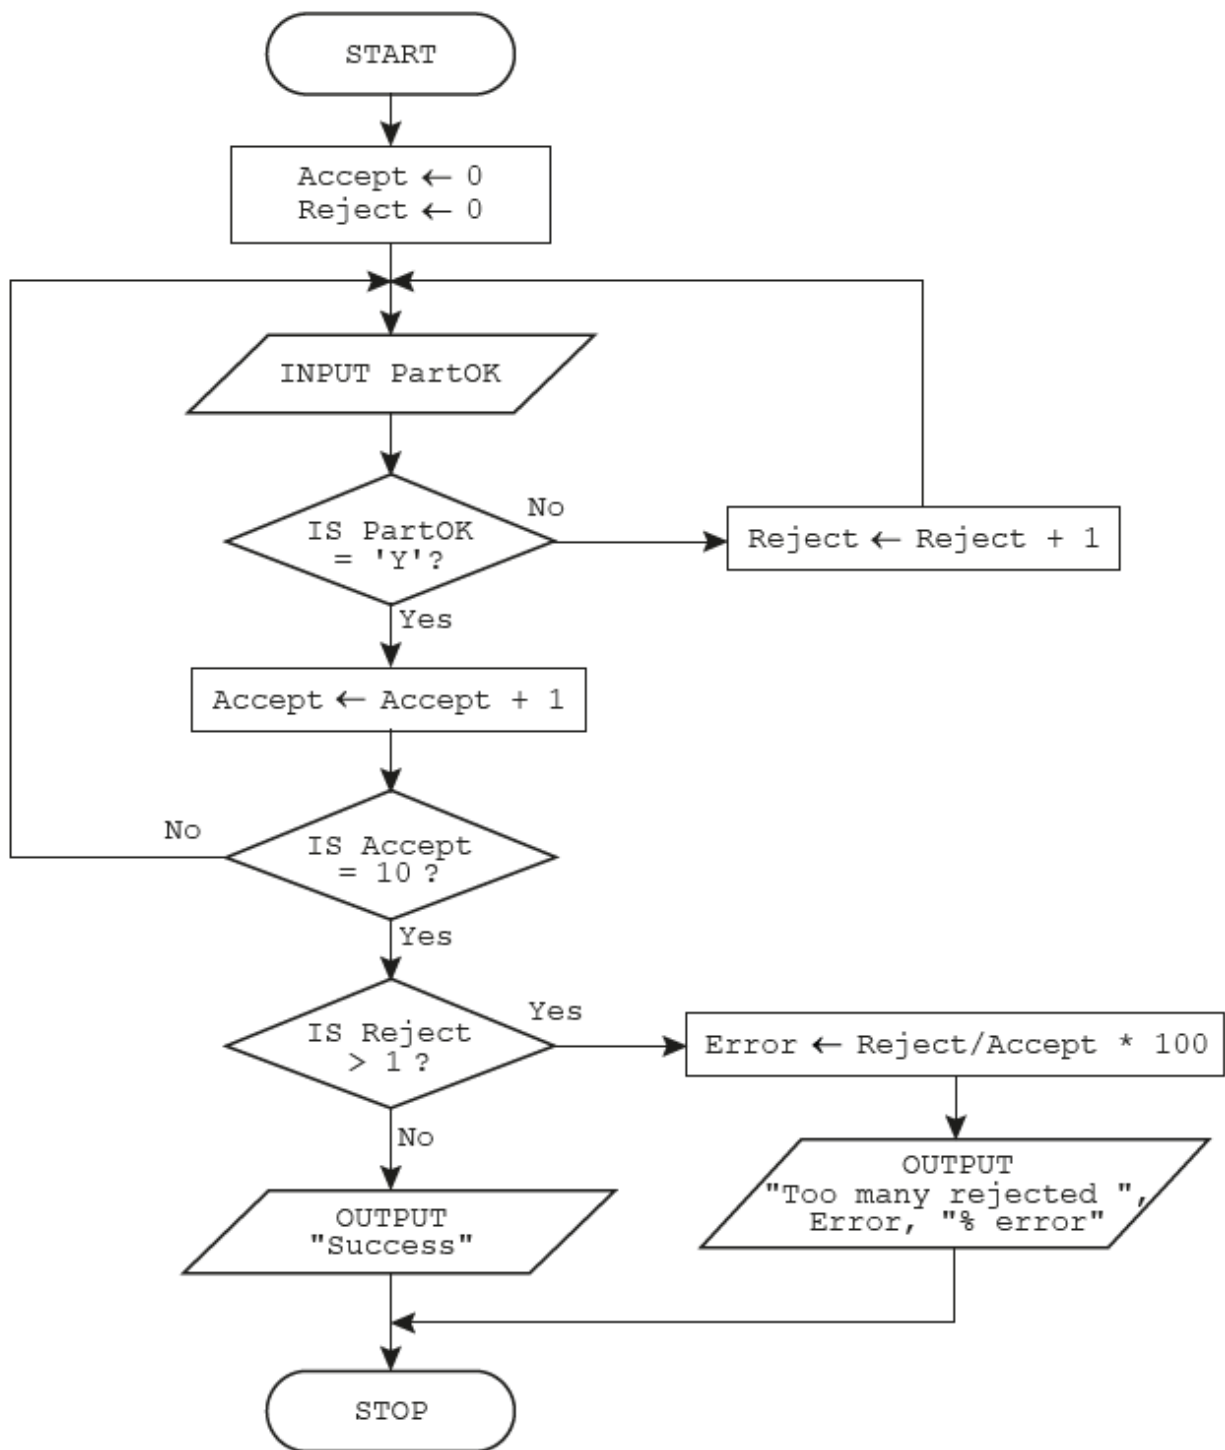 START
Accept ← 0
Reject ← 0
INPUT PartOK
IS PartOK
= 'Y'?
No
Reject ← Reject + 1
Yes
Accept ← Accept + 1
No
IS Accept
= 10 ?
Yes
IS Reject
> 1 ?
Yes
Error ← Reject/Accept * 100
No
OUTPUT
"Too many rejected ",
Error, "% error"
OUTPUT
"Success"
STOP